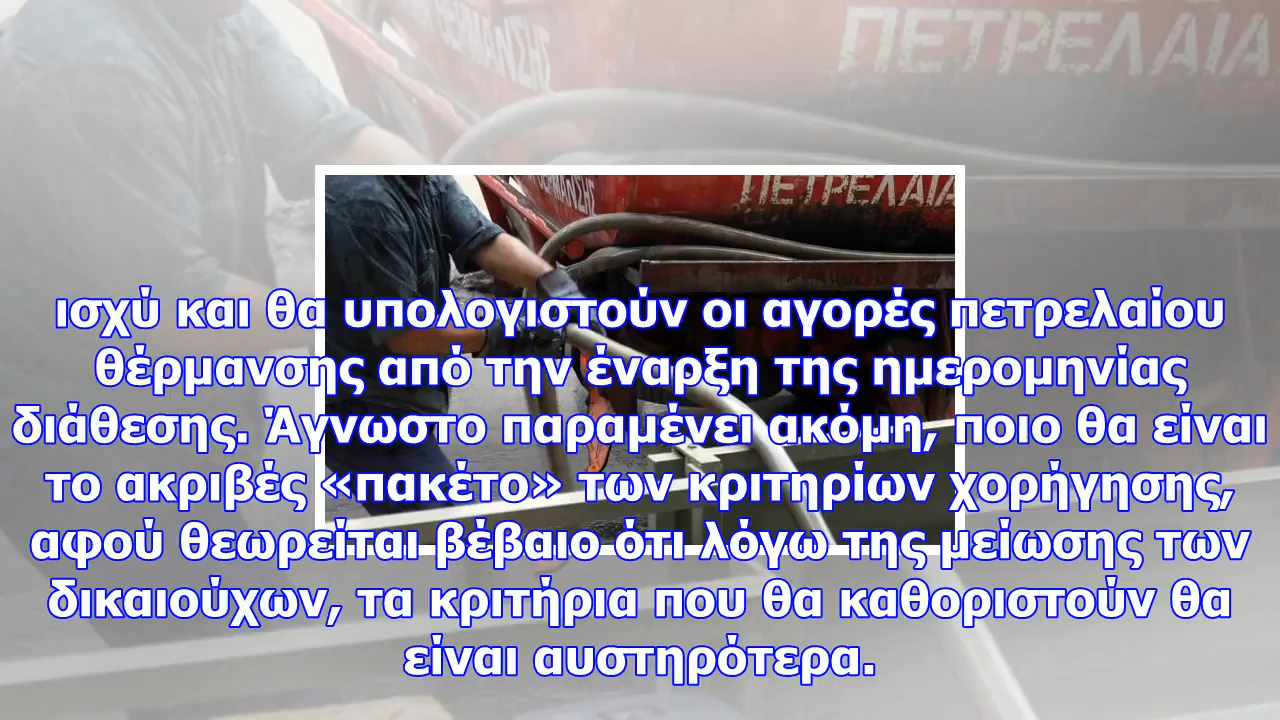 ΘΕΡΜΑΝΣΗΣ
ΠΕΤΡΕΛΑΙΑ
ΘΕΡΜΑΝΣΗΣ
ΠΕΤΡΕΛΑΙΑ
ισχύ και θα υπολογιστούν οι αγορές πετρελαίου
θέρμανσης από την έναρξη της ημερομηνίας
διάθεσης. Άγνωστο παραμένει ακόμη, ποιο θα είναι
το ακριβές «πακέτο» των κριτηρίων χορήγησης,
αφού θεωρείται βέβαιο ότι λόγω της μείωσης των
δικαιούχων, τα κριτήρια που θα καθοριστούν θα
είναι αυστηρότερα.